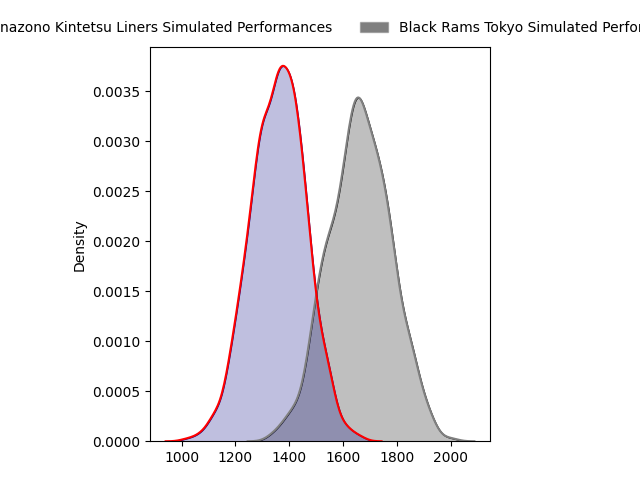 nazono Kintetsu Liners Simulated Performances
Black Rams Tokyo Simulated Perfor
0.0035
0.0030
0.0025
0.0020
0.0015
0.0010
0.0005
0.0000
Density
1000 1200 1400 1600 1800 2000